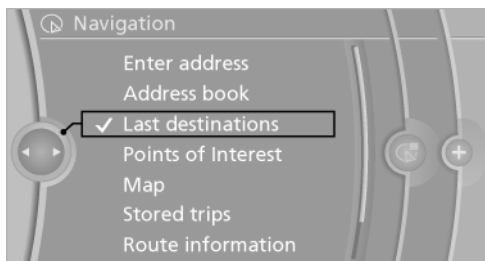 Navigation
Enter address
Address book
Last destinations
Points of Interest
Map
Stored trips
Route information